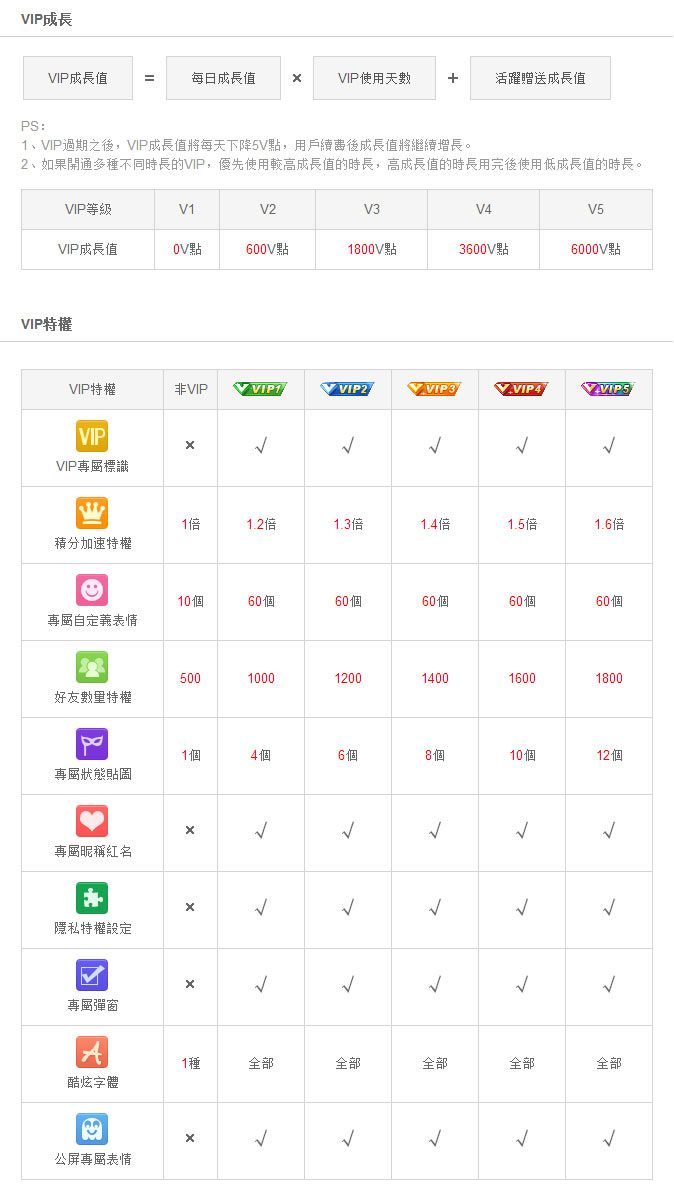 VIP成長
VIP成長值 = 每日成長值 × VIP使用天數 + 活躍贈送成長值
PS:
1、VIP過期之後，VIP成長值將每天下降5V點，用戶續費後成長值將繼續增長。
2、如果開通多種不同時長的VIP，優先使用較高成長值的時長，高成長值的時長用完後使用低成長值的時長。
VIP等級 V1 V2 V3 V4 V5
VIP成長值 0V點 600V點 1800V點 3600V點 6000V點
VIP特權
VIP特權 非VIP VIP1 VIP2 VIP3 VIP4 VIP5
VIP
VIP專屬標識 × √ √ √ √ √
積分加速特權 1倍 1.2倍 1.3倍 1.4倍 1.5倍 1.6倍
專屬自定義表情 10個 60個 60個 60個 60個 60個
好友數量特權 500 1000 1200 1400 1600 1800
專屬狀態貼圖 1個 4個 6個 8個 10個 12個
專屬昵稱紅名 × √ √ √ √ √
隱私特權設定 × √ √ √ √ √
專屬彈窗 × √ √ √ √ √
A
酷炫字體 1種 全部 全部 全部 全部 全部
公屏專屬表情 × √ √ √ √ √